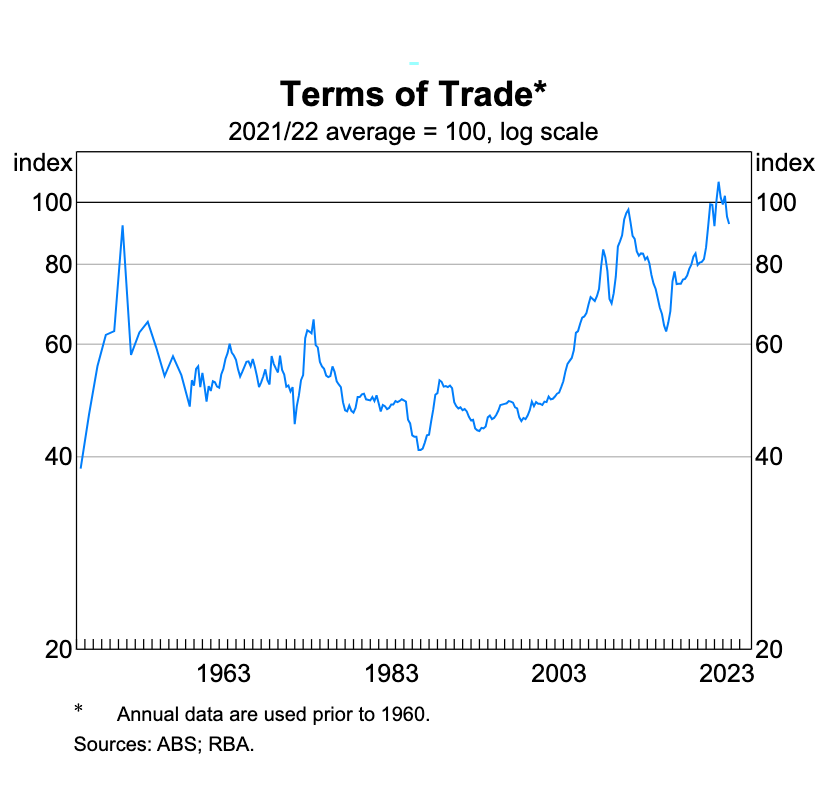 Terms of Trade*
2021/22 average = 100, log scale
index index
100 100
80 80
60 60
40 40
20 20
1963 1983 2003 2023
* Annual data are used prior to 1960.
Sources: ABS; RBA.